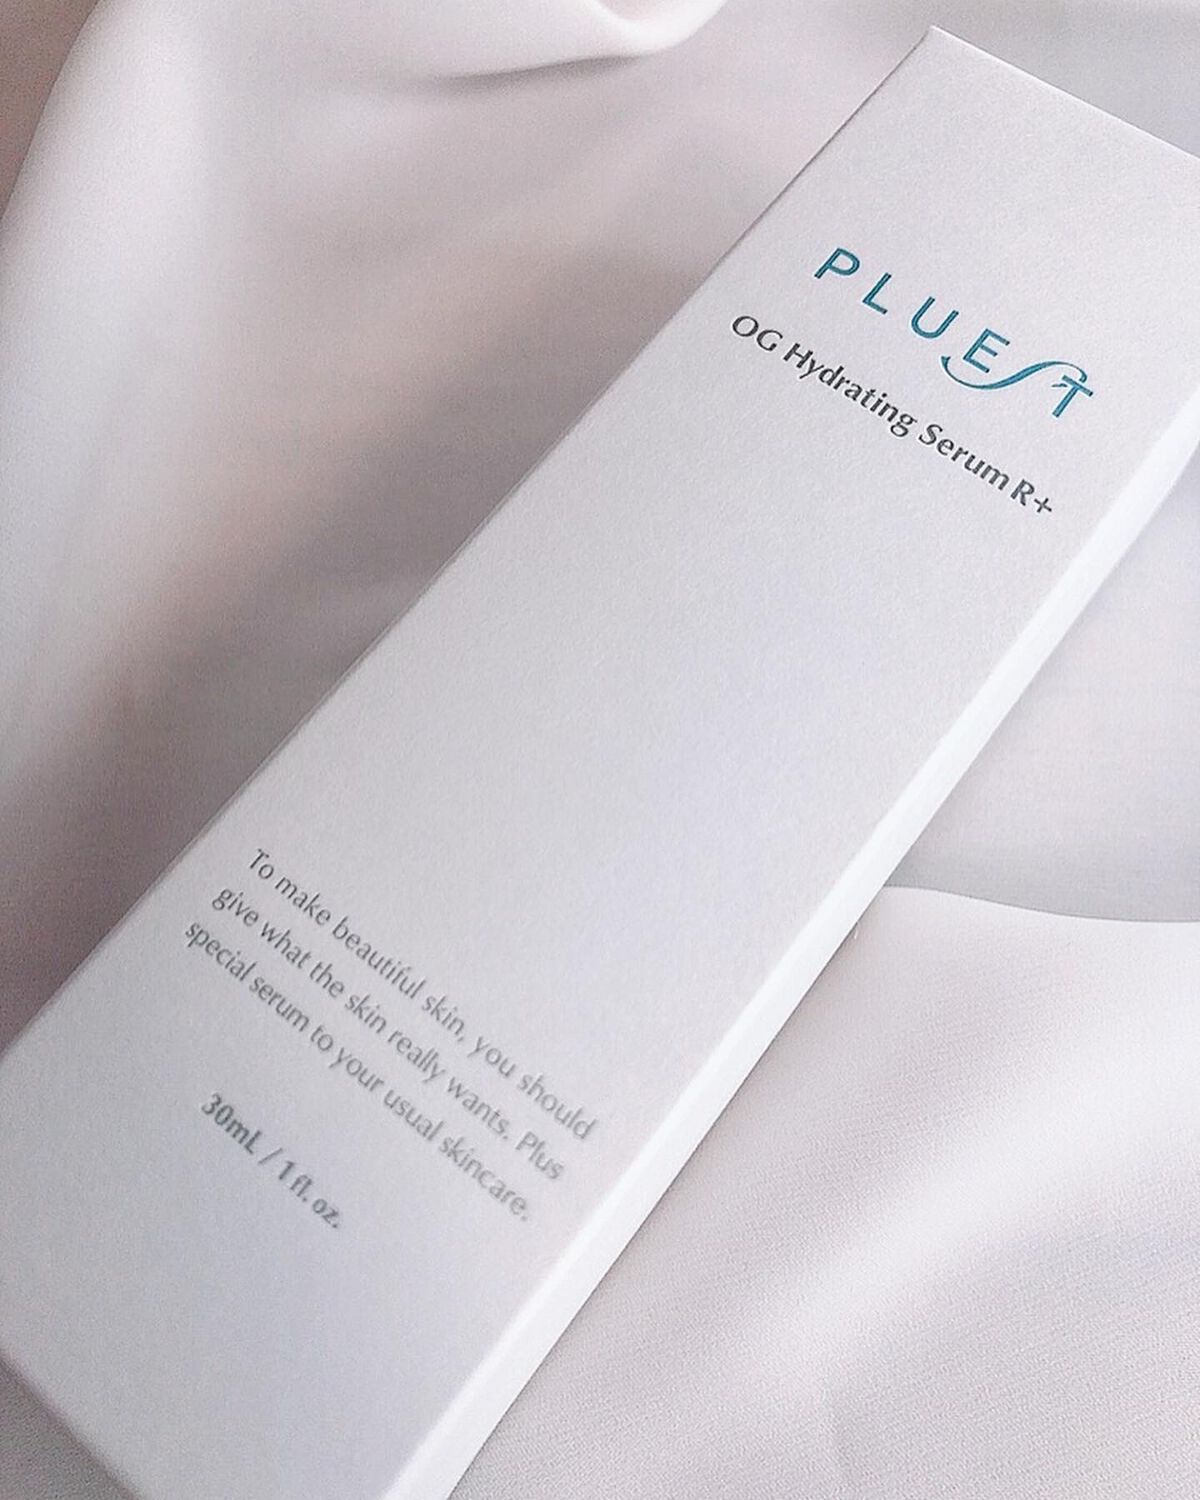 PLUEST
OG Hydrating Serum R+
To make beautiful skin, you should
give what the skin really wants. Plus
special serum to your usual skincare.
30mL / 1 fl. oz.